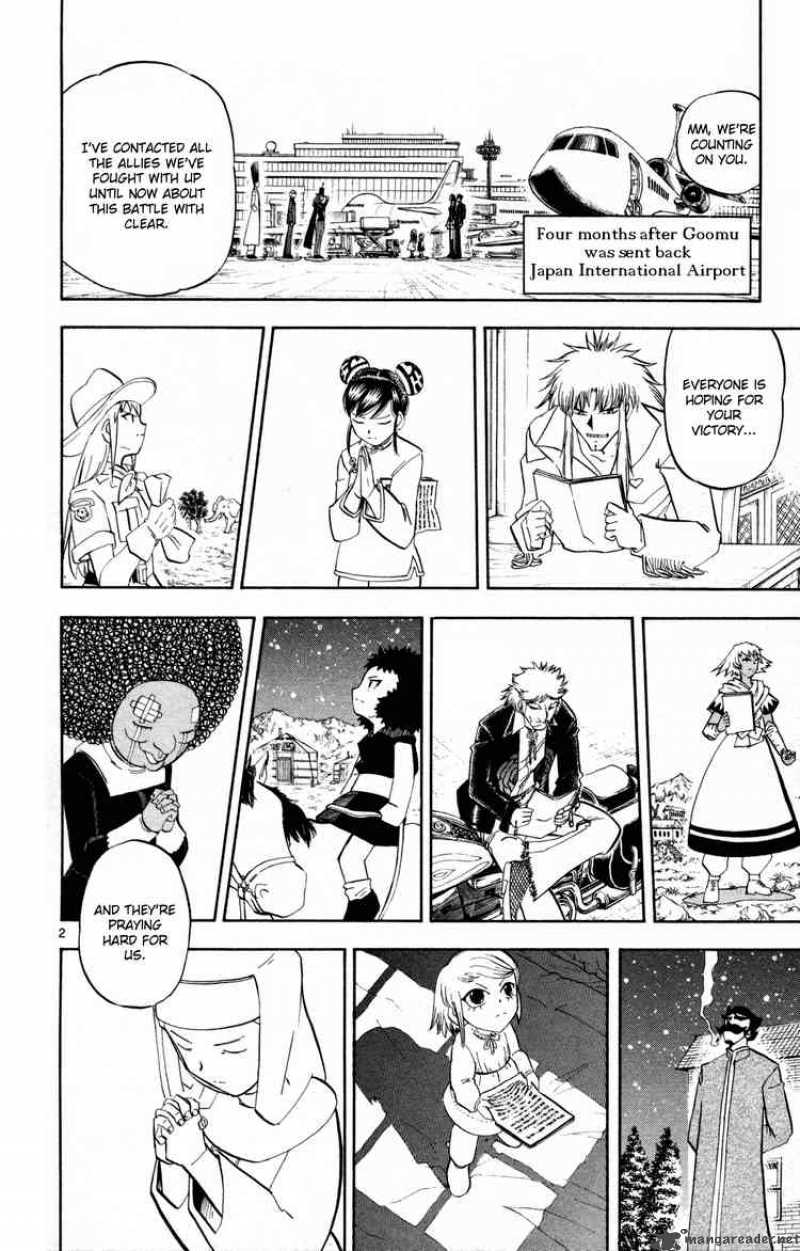 MM, WE'RE
COUNTING
ON YOU.
Four months after Goomu
was sent back
Japan International Airport
I'VE CONTACTED ALL
THE ALLIES WE'VE
FOUGHT WITH UP
UNTIL NOW ABOUT
THIS BATTLE WITH
CLEAR.
EVERYONE IS
HOPING FOR
YOUR
VICTORY...
AND THEY'RE
PRAYING
HARD FOR
US.
2
mangareader.net